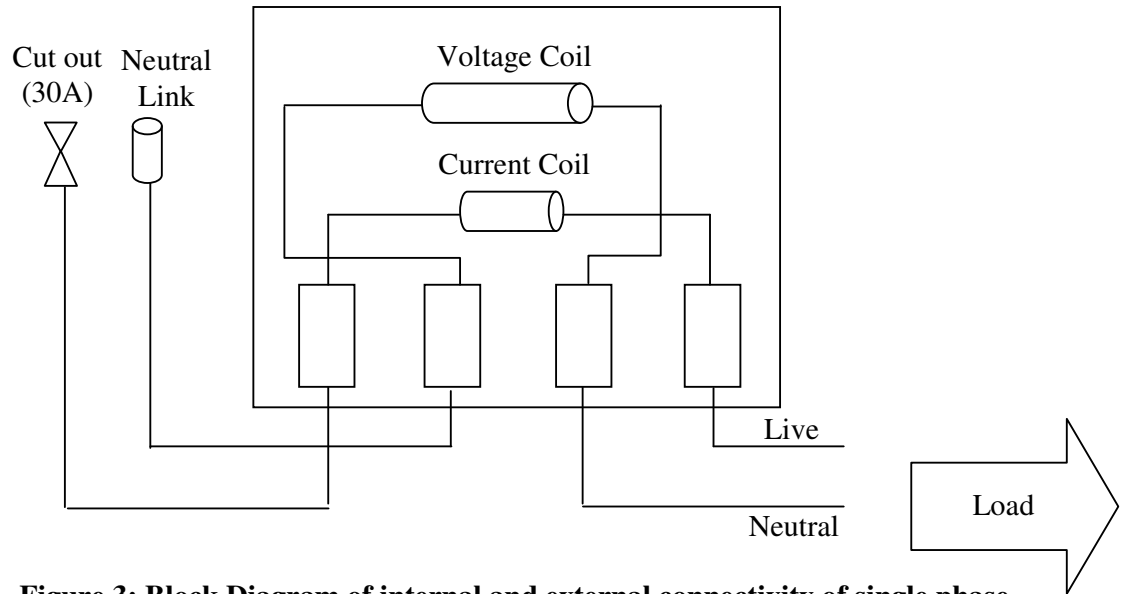 Cut out
(30A)
Neutral
Link
Voltage Coil
Current Coil
Live
Neutral
Load
Figure 3: Block Diagram of internal and external connectivity of single phase